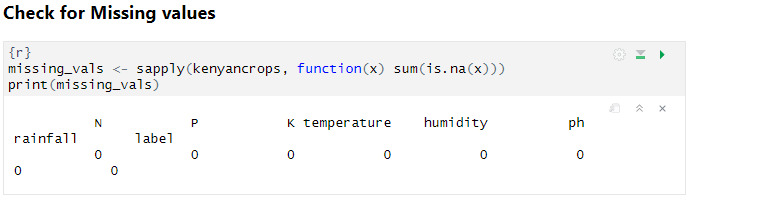 Check for Missing values
{r}
missing_vals <- sapply(kenyancrops, function(x) sum(is.na(x)))
print(missing_vals)
N P K temperature humidity ph
rainfall label
0 0 0 0 0 0
0 0